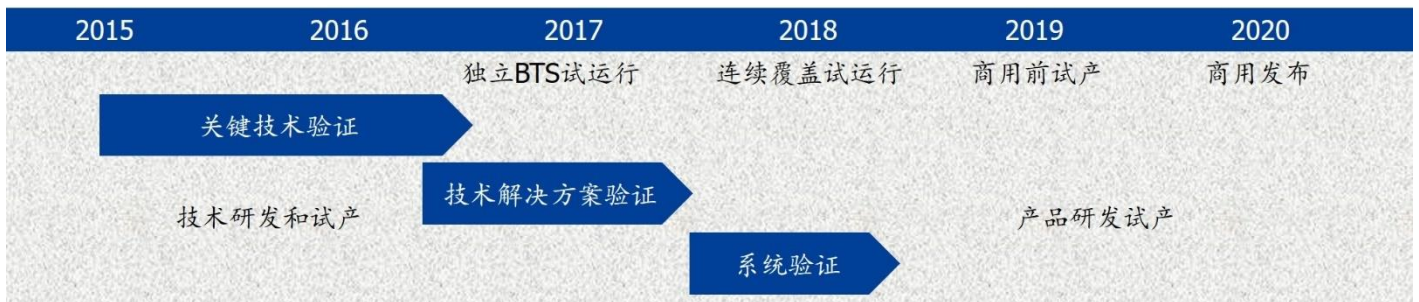 2015 2016 2017 2018 2019 2020
独立BTS试运行 连续覆盖试运行 商用前试产 商用发布
关键技术验证
技术解决方案验证
技术研发和试产 产品研发试产
系统验证